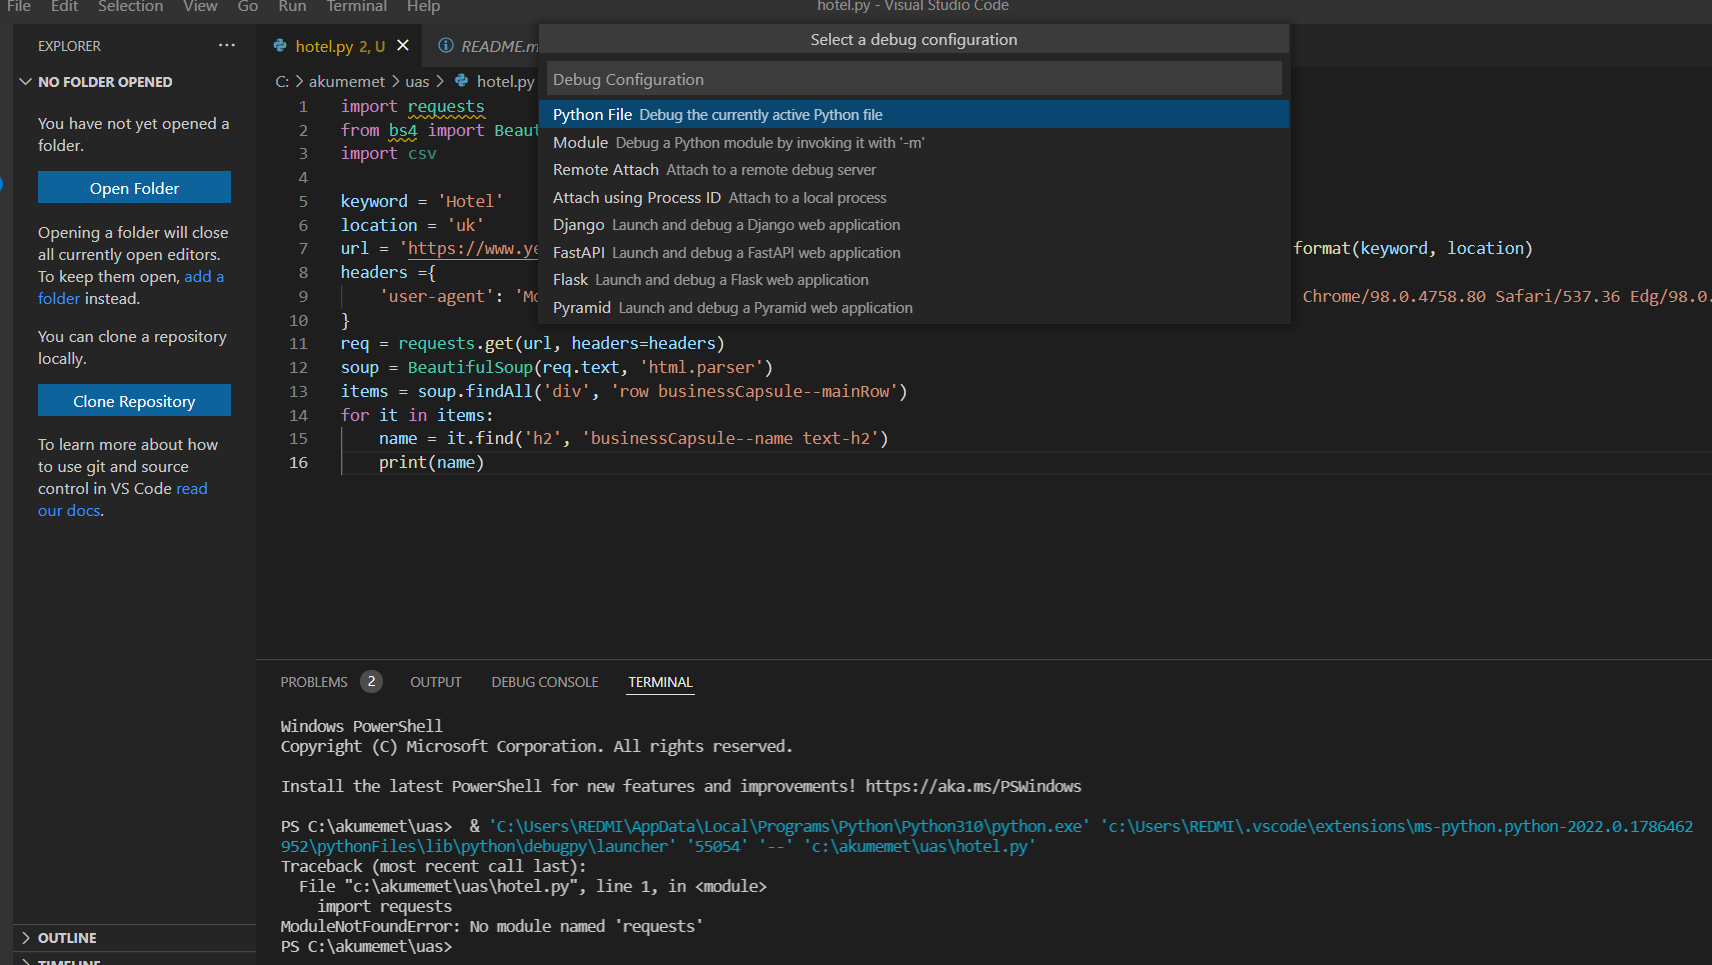 File Edit Selection View Go Run Terminal Help
hotel.py - Visual Studio Code
EXPLORER ···
NO FOLDER OPENED
You have not yet opened a
folder.
Open Folder
Opening a folder will close
all currently open editors.
To keep them open, add a
folder instead.
You can clone a repository
locally.
Clone Repository
To learn more about how
to use git and source
control in VS Code read
our docs.
OUTLINE
TIMELINE
hotel.py 2, U
README.m
C: > akumemet > uas > hotel.py
Select a debug configuration
Debug Configuration
Python File Debug the currently active Python file
Module Debug a Python module by invoking it with '-m'
Remote Attach Attach to a remote debug server
Attach using Process ID Attach to a local process
Django Launch and debug a Django web application
FastAPI Launch and debug a FastAPI web application
Flask Launch and debug a Flask web application
Pyramid Launch and debug a Pyramid web application
1 import requests
2 from bs4 import Beaut
3 import csv
4
5 keyword = 'Hotel'
6 location = 'uk'
7 url = 'https://www.ye format(keyword, location)
8 headers ={
9 'user-agent': 'Mo Chrome/98.0.4758.80 Safari/537.36 Edg/98.0.
10 }
11 req = requests.get(url, headers=headers)
12 soup = BeautifulSoup(req.text, 'html.parser')
13 items = soup.findAll('div', 'row businessCapsule--mainRow')
14 for it in items:
15 name = it.find('h2', 'businessCapsule--name text-h2')
16 print(name)
PROBLEMS 2 OUTPUT DEBUG CONSOLE TERMINAL
Windows PowerShell
Copyright (C) Microsoft Corporation. All rights reserved.
Install the latest PowerShell for new features and improvements! https://aka.ms/PSWindows
PS C:\akumemet\uas> & 'C:\Users\REDMI\AppData\Local\Programs\Python\Python310\python.exe' 'c:\Users\REDMI\.vscode\extensions\ms-python.python-2022.0.1786462
952\pythonFiles\lib\python\debugpy\launcher' '55054' '--' 'c:\akumemet\uas\hotel.py'
Traceback (most recent call last):
File "c:\akumemet\uas\hotel.py", line 1, in <module>
import requests
ModuleNotFoundError: No module named 'requests'
PS C:\akumemet\uas>